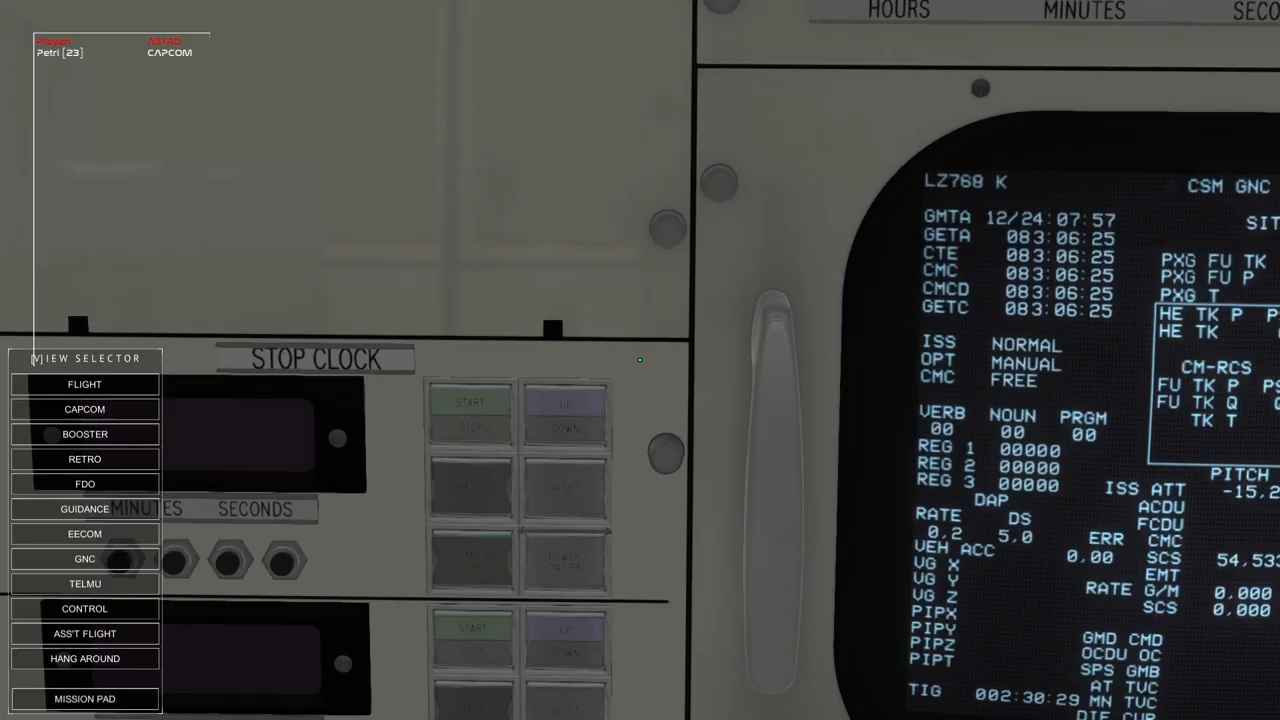 HOURS MINUTES SECO
Player1 ASTRO
Petri [23] CAPCOM
[V]IEW SELECTOR
FLIGHT
CAPCOM
BOOSTER
RETRO
FDO
GUIDANCE
EECOM
GNC
TELMU
CONTROL
ASS'T FLIGHT
HANG AROUND
MISSION PAD
STOP CLOCK
START UP
STOP DOWN
RESET
POWER
ON/OFF
MINUTES SECONDS
START UP
STOP DOWN
RESET
LZ768 K CSM GNC
GMTA 12/24:07:57 SIT
GETA 083:06:25
CTE 083:06:25 PXG FU TK
CMC 083:06:25 PXG FU P
CMCD 083:06:25 PXG T
GETC 083:06:25 HE TK P P
HE TK
ISS NORMAL
OPT MANUAL CM-RCS
CMC FREE FU TK P PS
FU TK Q
VERB NOUN PRGM TK T
00 00 00
REG 1 00000
REG 2 00000 PITCH
REG 3 00000 ISS ATT -15,2
DAP ACDU
RATE DS FCDU
0,2 5,0 ERR CMC
VEH ACC 0,00 SCS 54,533
VG X EMT
VG Y RATE G/M 0,000
VG Z SCS 0,000
PIPX
PIPY GMD CMD
PIPZ OCDU OC
PIPT SPS GMB
AT TVC
TIG 002:30:29 MN TVC